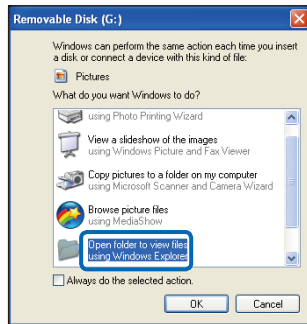 Removable Disk (G:)
Windows can perform the same action each time you insert
a disk or connect a device with this kind of file:
Pictures
What do you want Windows to do?
using Photo Printing Wizard
View a slideshow of the images
using Windows Picture and Fax Viewer
Copy pictures to a folder on my computer
using Microsoft Scanner and Camera Wizard
Browse picture files
using MediaShow
Open folder to view files
using Windows Explorer
Always do the selected action.
OK
Cancel